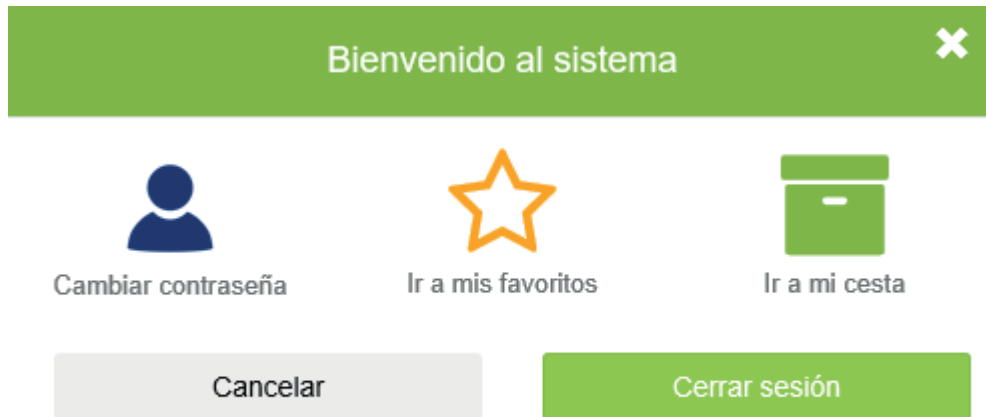 Bienvenido al sistema
Cambiar contraseña
Ir a mis favoritos
Ir a mi cesta
Cancelar
Cerrar sesión